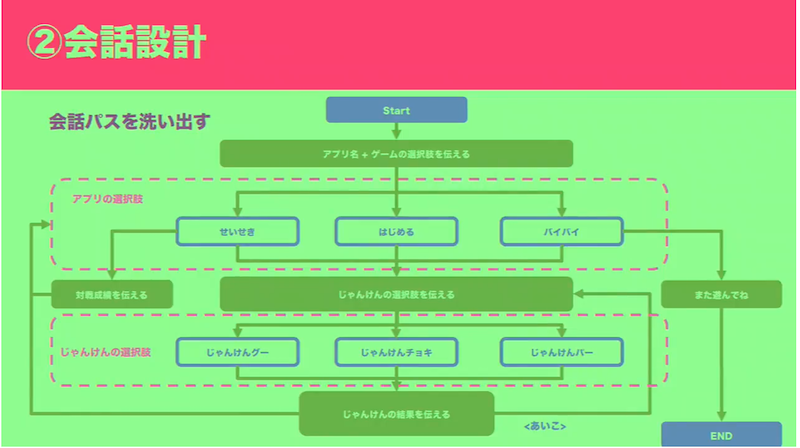 ②会話設計
会話パスを洗い出す
Start
アプリ名 + ゲームの選択肢を伝える
アプリの選択肢
せいせき
はじめる
バイバイ
対戦成績を伝える
じゃんけんの選択肢を伝える
また遊んでね
じゃんけんの選択肢
じゃんけんグー
じゃんけんチョキ
じゃんけんパー
じゃんけんの結果を伝える
<あいこ>
END